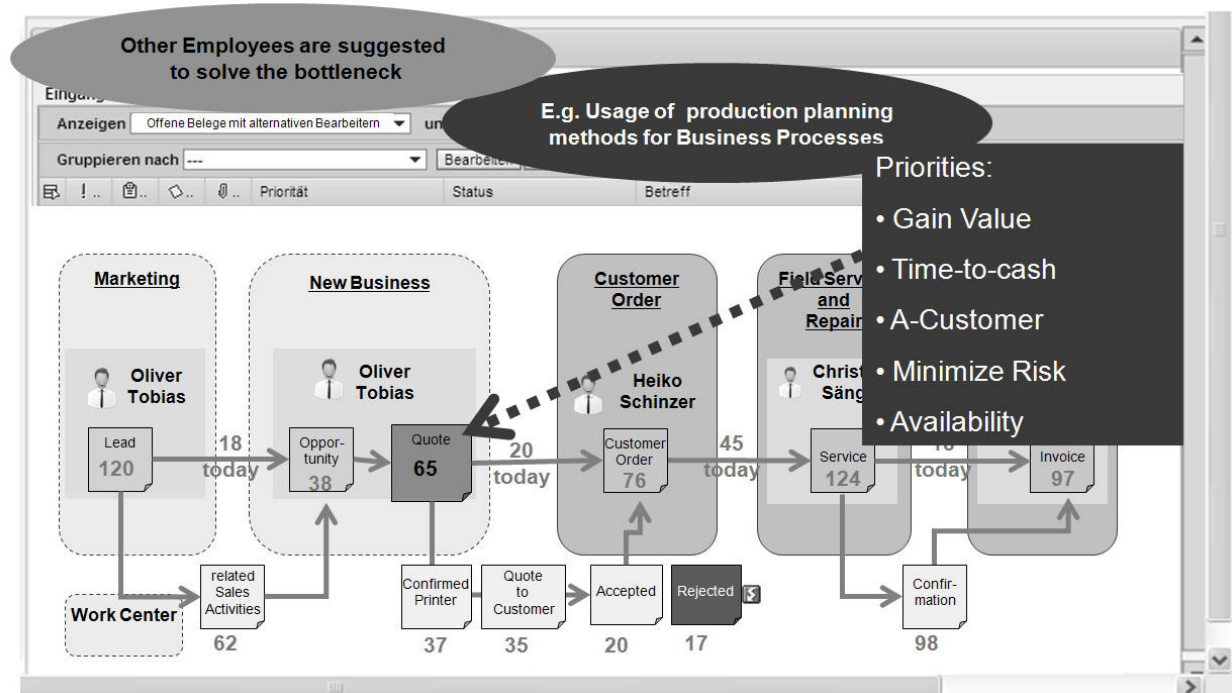 Other Employees are suggested
to solve the bottleneck
E.g. Usage of production planning
methods for Business Processes
Anzeigen Offene Belege mit alternativen Bearbeitern
Gruppieren nach ---
! .. .. .. .. Priorität Status Betreff
Priorities:
• Gain Value
• Time-to-cash
• A-Customer
• Minimize Risk
• Availability
Marketing
New Business
Customer
Order
and
Repair
Oliver
Tobias
Oliver
Tobias
Heiko
Schinzer
Lead
120
18
today
Oppor-
tunity
38
Quote
65
20
today
Customer
Order
76
45
today
Service
124
today
Invoice
97
Work Center
related
Sales
Activities
62
Confirmed
Printer
37
Quote
to
Customer
35
Accepted
20
Rejected
17
Confir-
mation
98